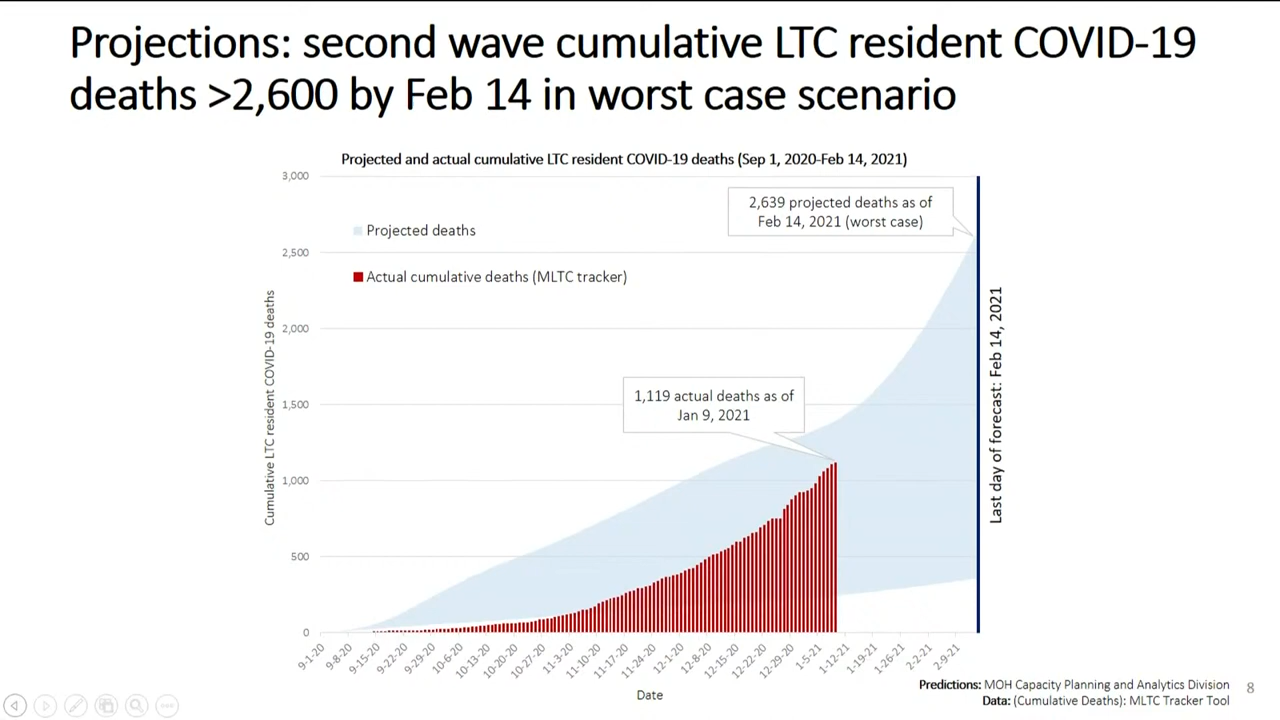 Projections: second wave cumulative LTC resident COVID-19
deaths >2,600 by Feb 14 in worst case scenario
Projected and actual cumulative LTC resident COVID-19 deaths (Sep 1, 2020-Feb 14, 2021)
3,000
2,500
2,000
1,500
1,000
500
0
Cumulative LTC resident COVID-19 deaths
Projected deaths
Actual cumulative deaths (MLTC tracker)
2,639 projected deaths as of
Feb 14, 2021 (worst case)
1,119 actual deaths as of
Jan 9, 2021
Last day of forecast: Feb 14, 2021
9-1-20
9-8-20
9-15-20
9-22-20
9-29-20
10-6-20
10-13-20
10-20-20
10-27-20
11-3-20
11-10-20
11-17-20
11-24-20
12-1-20
12-8-20
12-15-20
12-22-20
12-29-20
1-5-21
1-12-21
1-19-21
1-26-21
2-2-21
2-9-21
Date
Predictions: MOH Capacity Planning and Analytics Division
Data: (Cumulative Deaths): MLTC Tracker Tool
8